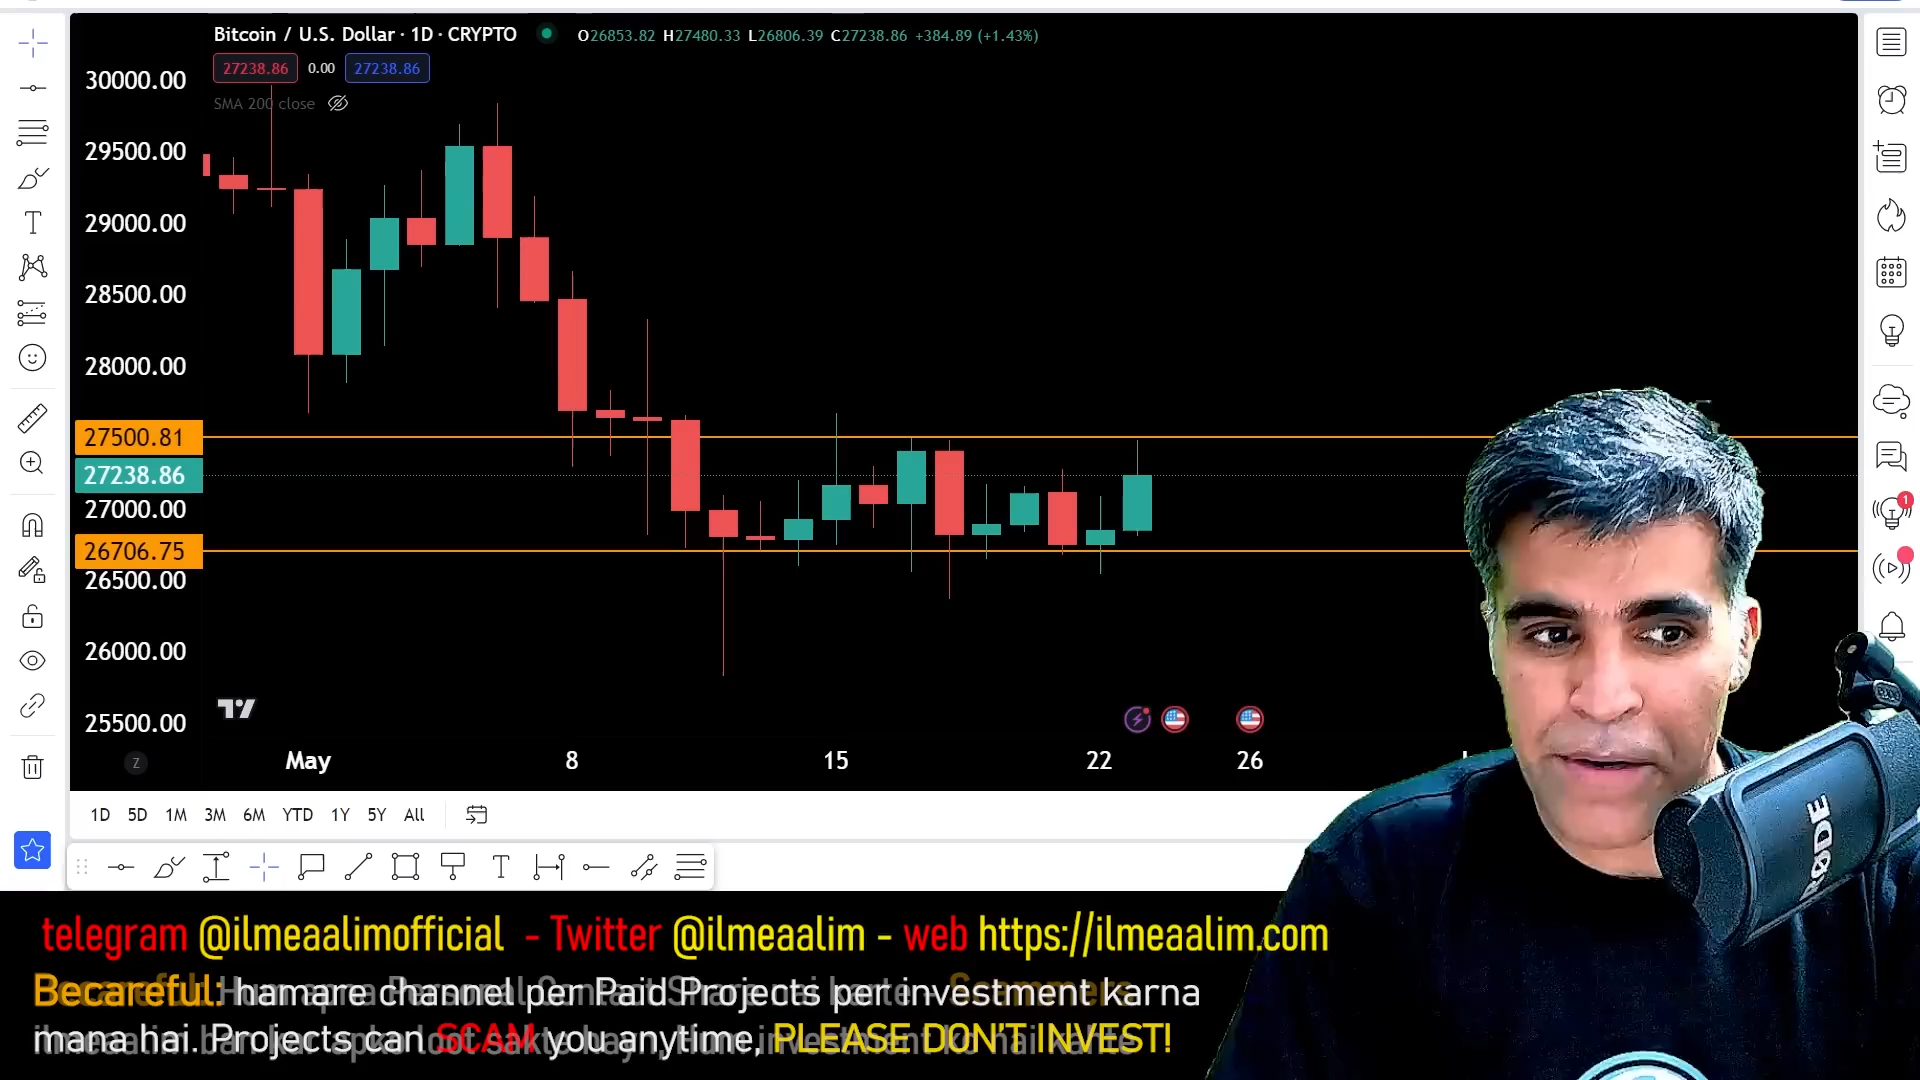 Bitcoin / U.S. Dollar · 1D · CRYPTO O26853.82 H27480.33 L26806.39 C27238.86 +384.89 (+1.43%)
27238.86 0.00 27238.86
SMA 200 close
30000.00
29500.00
29000.00
28500.00
28000.00
27500.81
27238.86
27000.00
26706.75
26500.00
26000.00
25500.00
Z May 8 15 22 26
1
1D 5D 1M 3M 6M YTD 1Y 5Y All
RØDE
telegram @ilmeaalimofficial - Twitter @ilmeaalim - web https://ilmeaalim.com
Becareful: hamare channel per Paid Projects per investment karna
mana hai. Projects can SCAM you anytime, PLEASE DON'T INVEST!